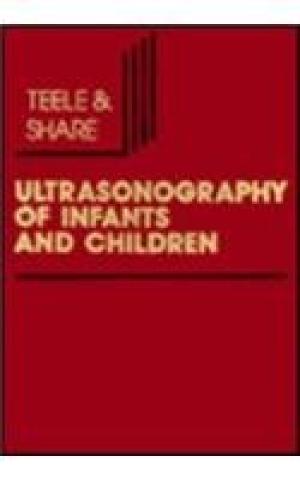 TEELE &
SHARE
ULTRASONOGRAPHY
OF INFANTS
AND CHILDREN